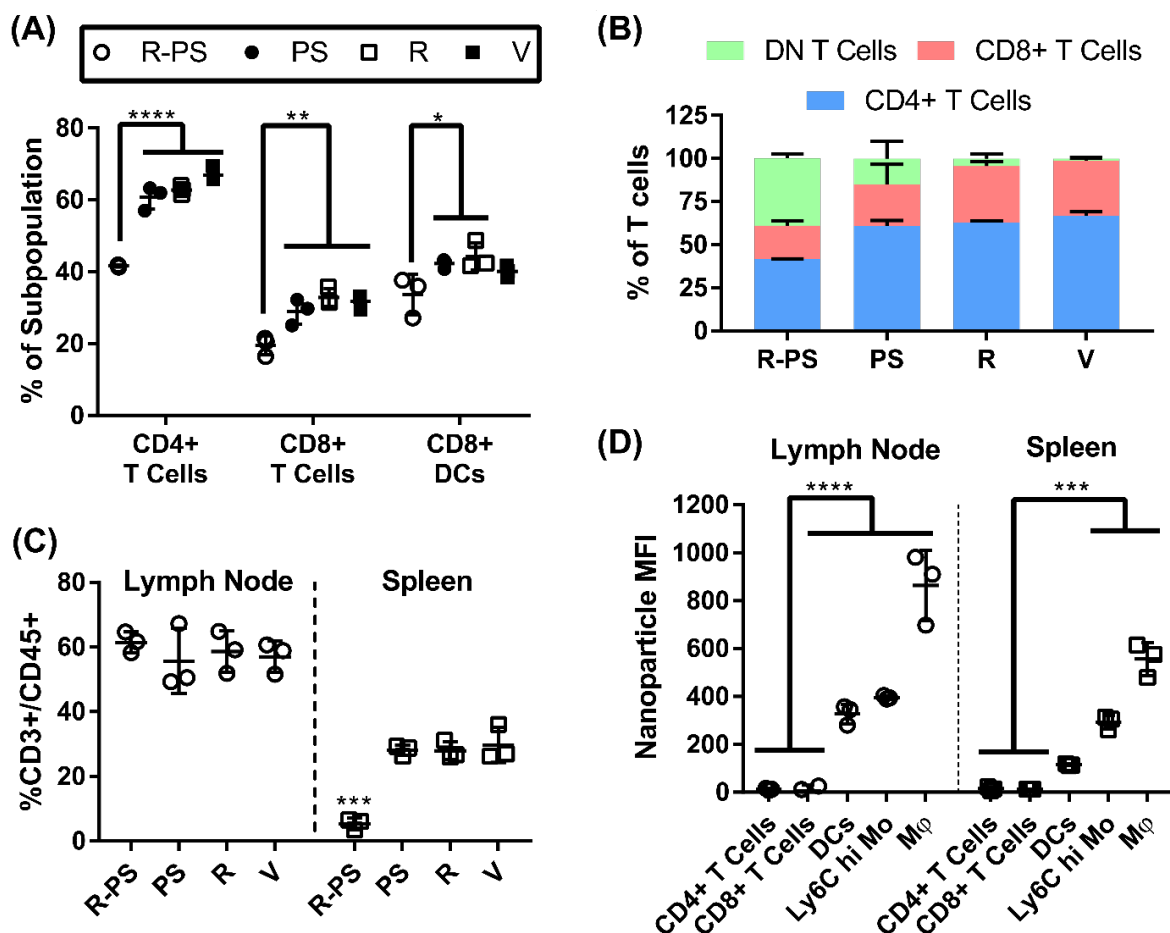 (A)
R-PS PS R V
% of Subpopulation
80
60
40
20
0
**** ** *
CD4+ CD8+ CD8+
T Cells T Cells DCs
(B)
DN T Cells CD8+ T Cells
CD4+ T Cells
% of T cells
125
100
75
50
25
0
R-PS PS R V
(C)
Lymph Node Spleen
%CD3+/CD45+
80
60
40
20
0
***
R-PS PS R V R-PS PS R V
(D)
Lymph Node Spleen
**** ***
Nanoparticle MFI
1200
1000
800
600
400
200
0
CD4+ T Cells CD8+ T Cells DCs Ly6C hi Mo Mφ CD4+ T Cells CD8+ T Cells DCs Ly6C hi Mo Mφ